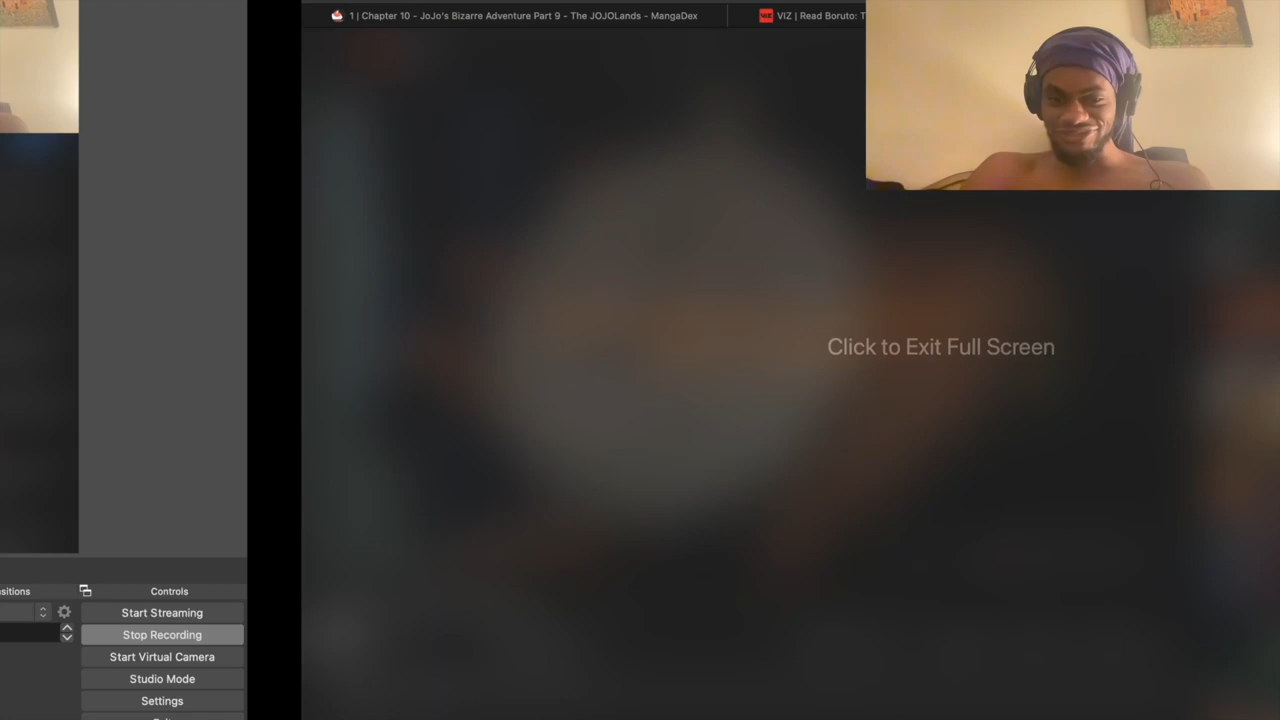 1 | Chapter 10 - JoJo's Bizarre Adventure Part 9 - The JOJOLands - MangaDex
VIZ | Read Boruto: T
Click to Exit Full Screen
sitions
Controls
Start Streaming
Stop Recording
Start Virtual Camera
Studio Mode
Settings